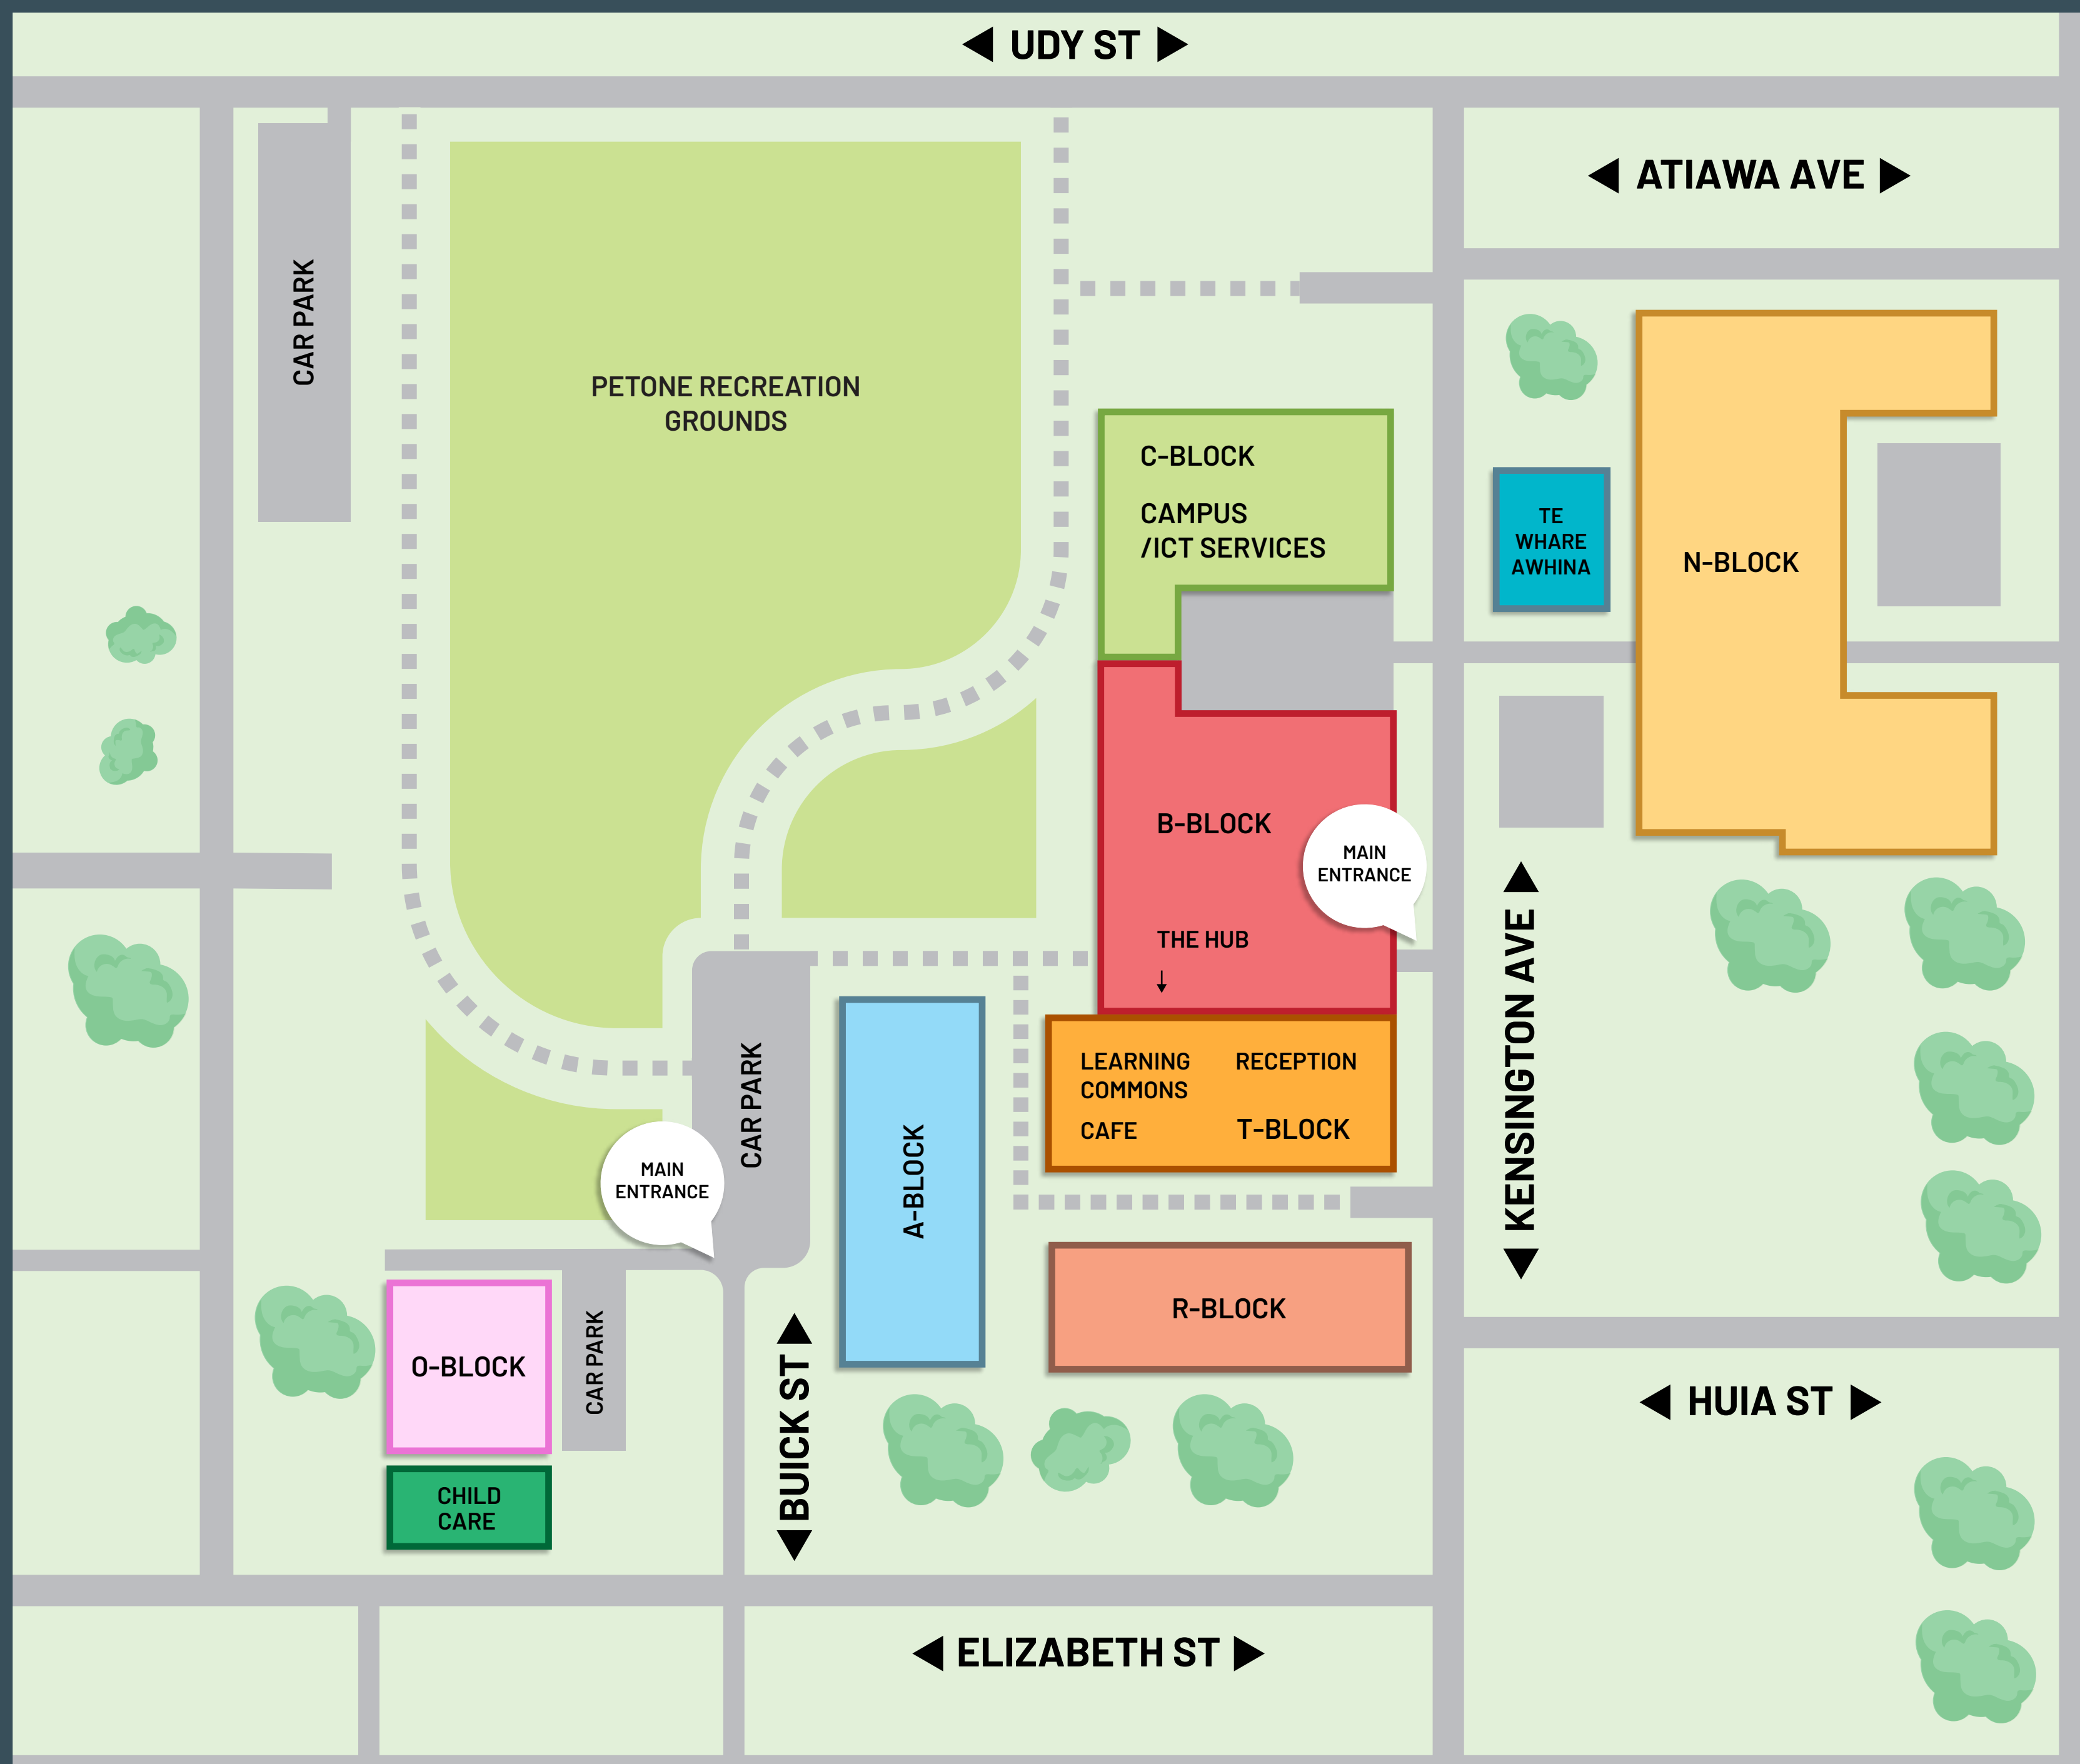 UDY ST
ATIAWA AVE
CAR PARK
PETONE RECREATION
GROUNDS
C-BLOCK
CAMPUS
/ICT SERVICES
TE
WHARE
AWHINA
N-BLOCK
B-BLOCK
MAIN
ENTRANCE
THE HUB
KENSINGTON AVE
LEARNING
COMMONS
RECEPTION
CAFE
T-BLOCK
CAR PARK
A-BLOCK
MAIN
ENTRANCE
R-BLOCK
O-BLOCK
CAR PARK
BUICK ST
HUIA ST
CHILD
CARE
ELIZABETH ST